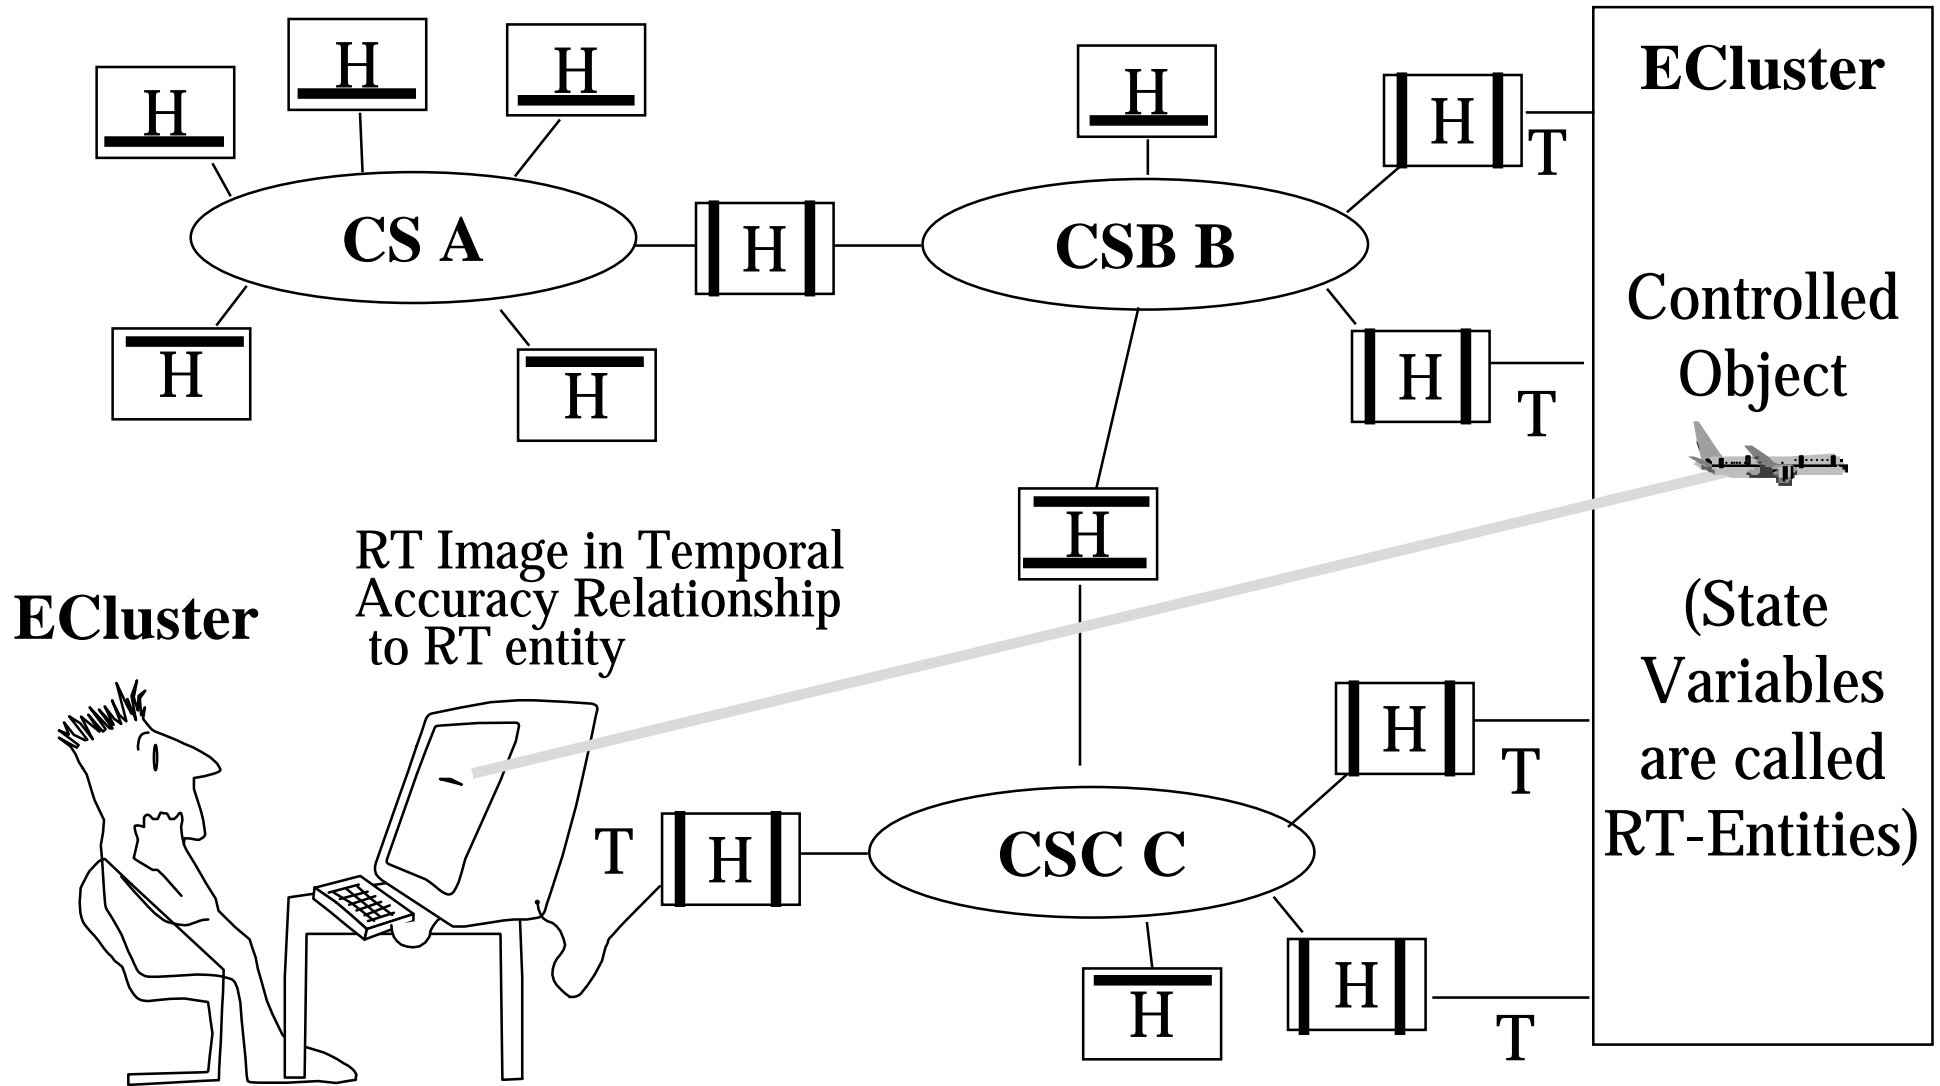 H
H
H
H
H
ECluster
T
CS A
H
CSB B
Controlled
Object
H
H
H
H
T
H
RT Image in Temporal
Accuracy Relationship
to RT entity
ECluster
(State
Variables
are called
RT-Entities)
H
T
T
H
CSC C
H
H
T